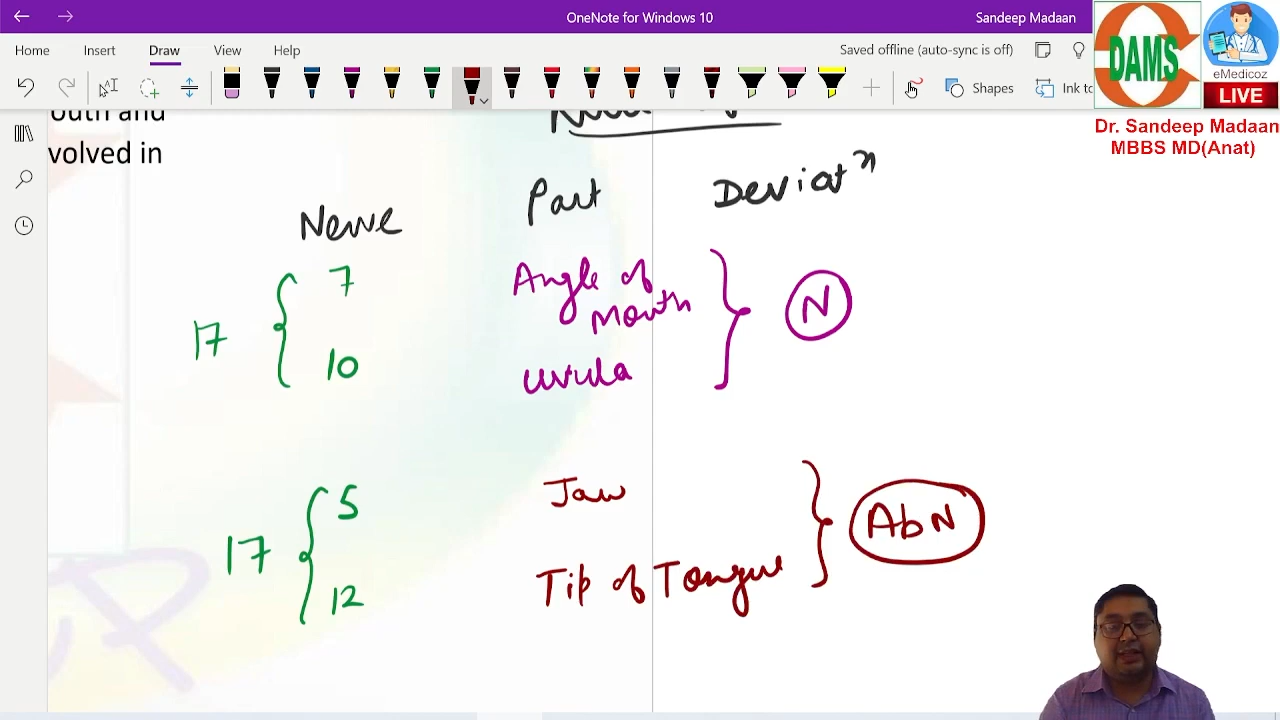 OneNote for Windows 10
Sandeep Madaan
Home Insert Draw View Help
Saved offline (auto-sync is off)
Shapes
Ink to
DAMS
eMedicoz
LIVE
Dr. Sandeep Madaan
MBBS MD(Anat)
outh and
volved in
Nerve Part Deviatn
17 7 Angle of Mouth N
10 uvula
17 5 Jaw AbN
12 Tip of Tongue